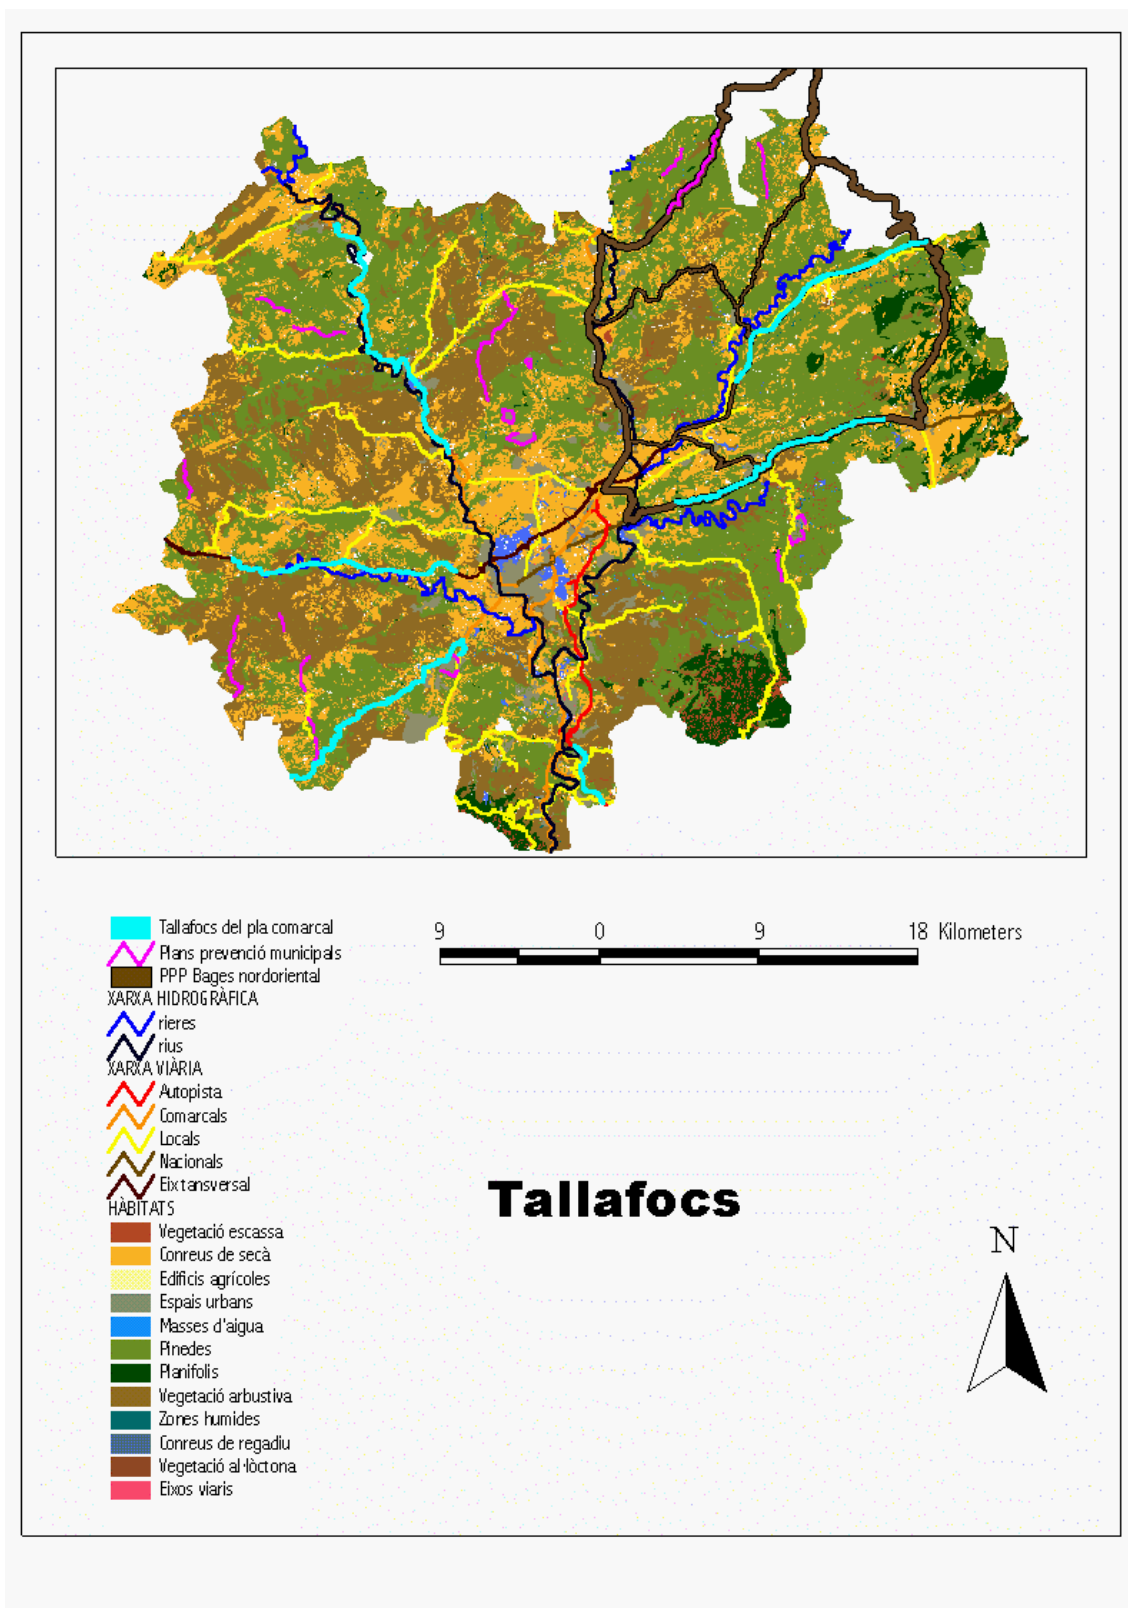 Tallafocs del pla comarcal
Plans prevenció municipals
PPP Bages nordoriental
XARXA HIDROGRÀFICA
rieres
rius
XARXA VIÀRIA
Autopista
Comarcals
Locals
Nacionals
Eix tansversal
HÀBITATS
Vegetació escassa
Conreus de secà
Edificis agrícoles
Espais urbans
Masses d'aigua
Pinedes
Planifolis
Vegetació arbustiva
Zones humides
Conreus de regadiu
Vegetació al·lòctona
Eixos viaris
9 0 9 18 Kilometers
Tallafocs
N